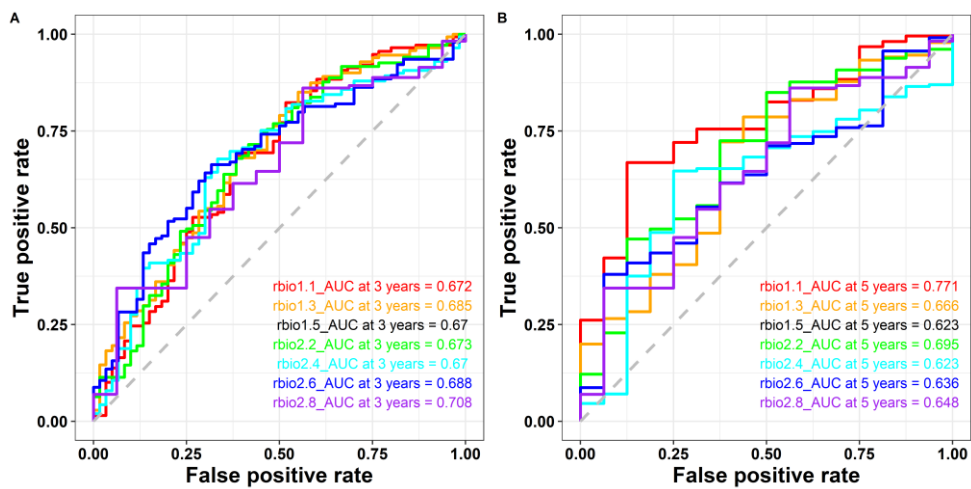 A
True positive rate
1.00
0.75
0.50
0.25
0.00
rbio1.1_AUC at 3 years = 0.672
rbio1.3_AUC at 3 years = 0.685
rbio1.5_AUC at 3 years = 0.67
rbio2.2_AUC at 3 years = 0.673
rbio2.4_AUC at 3 years = 0.67
rbio2.6_AUC at 3 years = 0.688
rbio2.8_AUC at 3 years = 0.708
0.00 0.25 0.50 0.75 1.00
False positive rate
B
True positive rate
1.00
0.75
0.50
0.25
0.00
rbio1.1_AUC at 5 years = 0.771
rbio1.3_AUC at 5 years = 0.666
rbio1.5_AUC at 5 years = 0.623
rbio2.2_AUC at 5 years = 0.695
rbio2.4_AUC at 5 years = 0.623
rbio2.6_AUC at 5 years = 0.636
rbio2.8_AUC at 5 years = 0.648
0.00 0.25 0.50 0.75 1.00
False positive rate